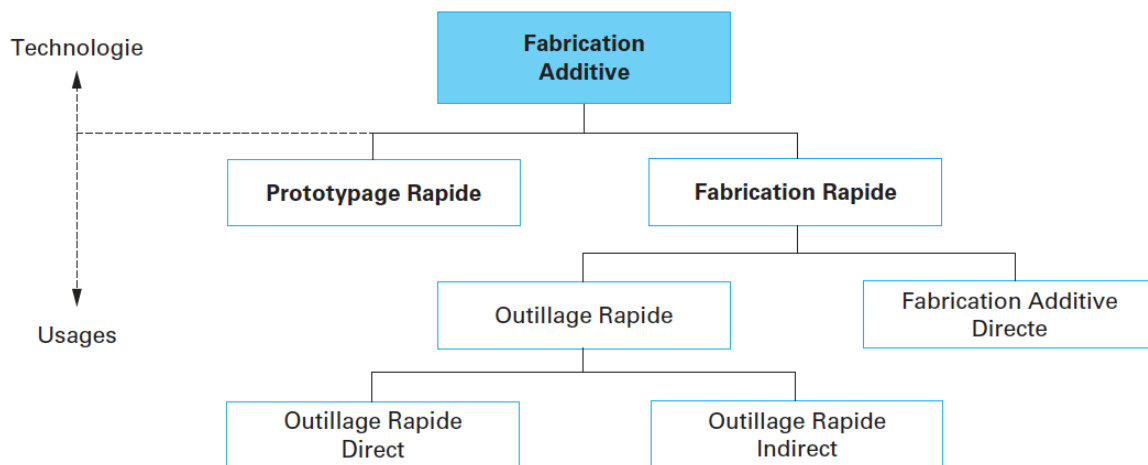 Technologie
Fabrication
Additive
Prototypage Rapide
Fabrication Rapide
Usages
Outillage Rapide
Fabrication Additive
Directe
Outillage Rapide
Direct
Outillage Rapide
Indirect